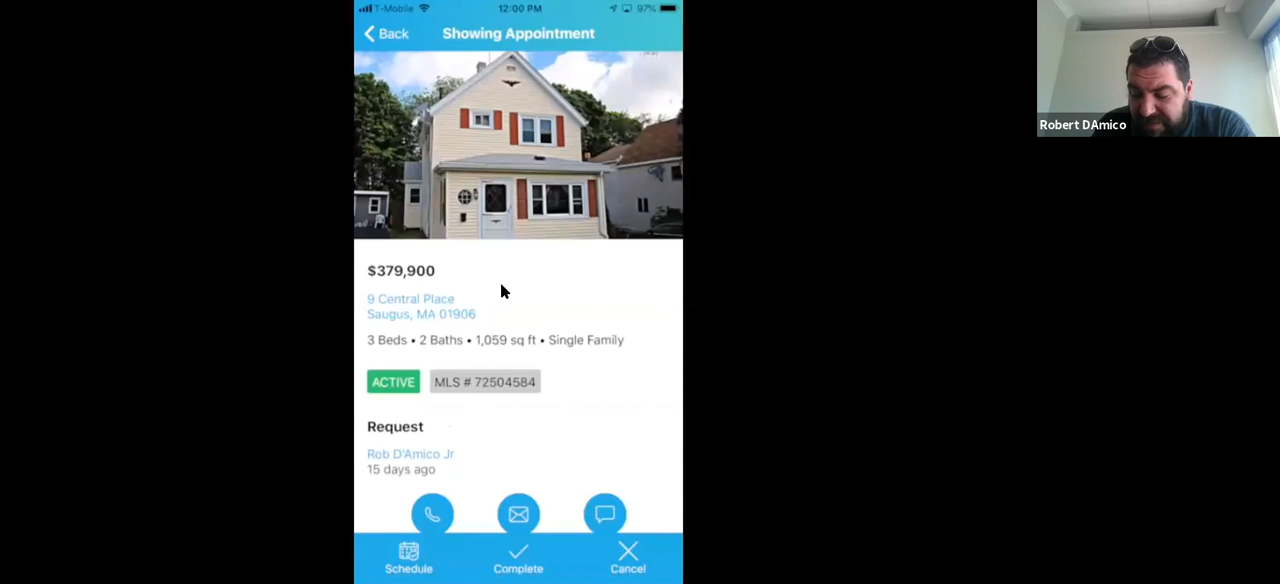 T-Mobile 12:00 PM 97%
Back Showing Appointment
$379,900
9 Central Place
Saugus, MA 01906
3 Beds • 2 Baths • 1,059 sq ft • Single Family
ACTIVE MLS # 72504584
Request
Rob D'Amico Jr
15 days ago
Schedule Complete Cancel
Robert DAmico